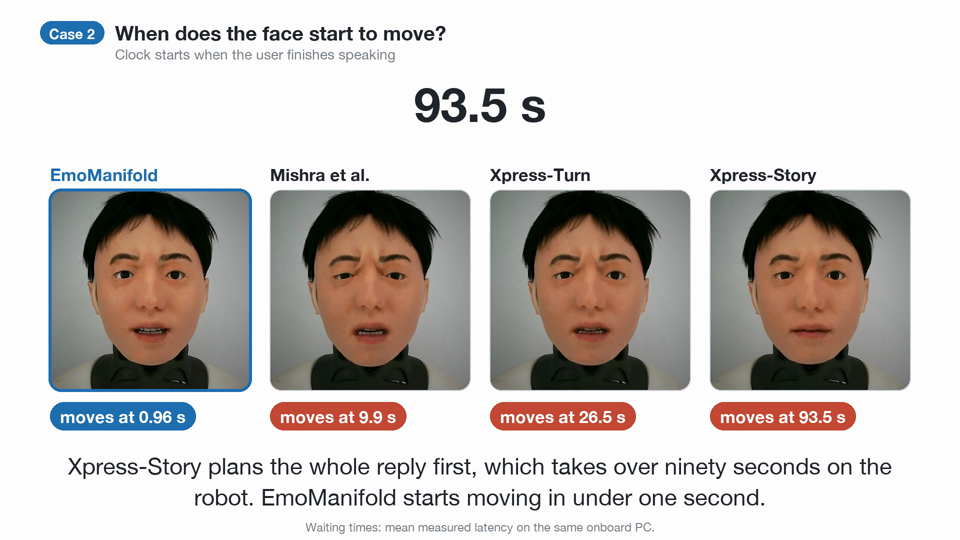 Case 2
When does the face start to move?
Clock starts when the user finishes speaking
93.5 s
EmoManifold
Mishra et al.
Xpress-Turn
Xpress-Story
moves at 0.96 s
moves at 9.9 s
moves at 26.5 s
moves at 93.5 s
Xpress-Story plans the whole reply first, which takes over ninety seconds on the
robot. EmoManifold starts moving in under one second.
Waiting times: mean measured latency on the same onboard PC.